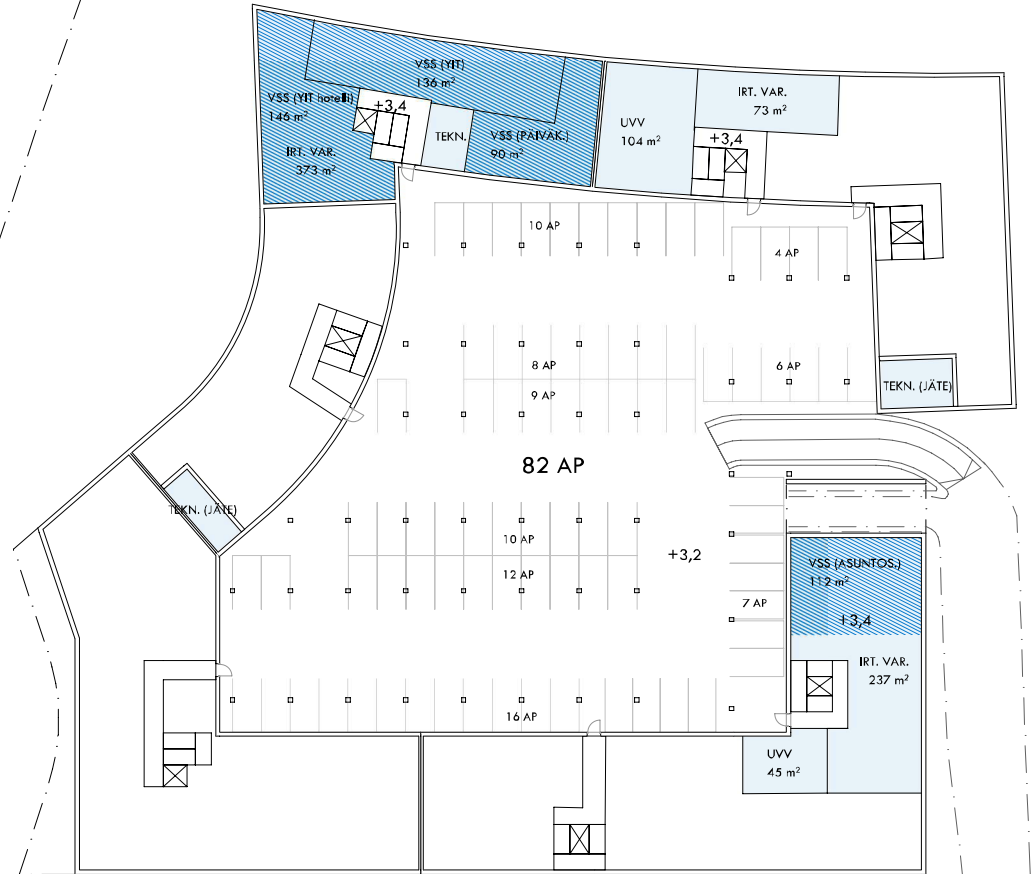 VSS (YIT)
136 m²
VSS (YIT hotelli)
146 m²
+3,4
IRT. VAR.
373 m²
TEKN.
VSS (PÄIVÄK.)
90 m²
UVV
104 m²
IRT. VAR.
73 m²
+3,4
10 AP
4 AP
8 AP
9 AP
6 AP
TEKN. (JÄTE)
82 AP
TEKN. (JÄTE)
10 AP
12 AP
+3,2
7 AP
VSS (ASUNTOS.)
112 m²
+3,4
IRT. VAR.
237 m²
16 AP
UVV
45 m²